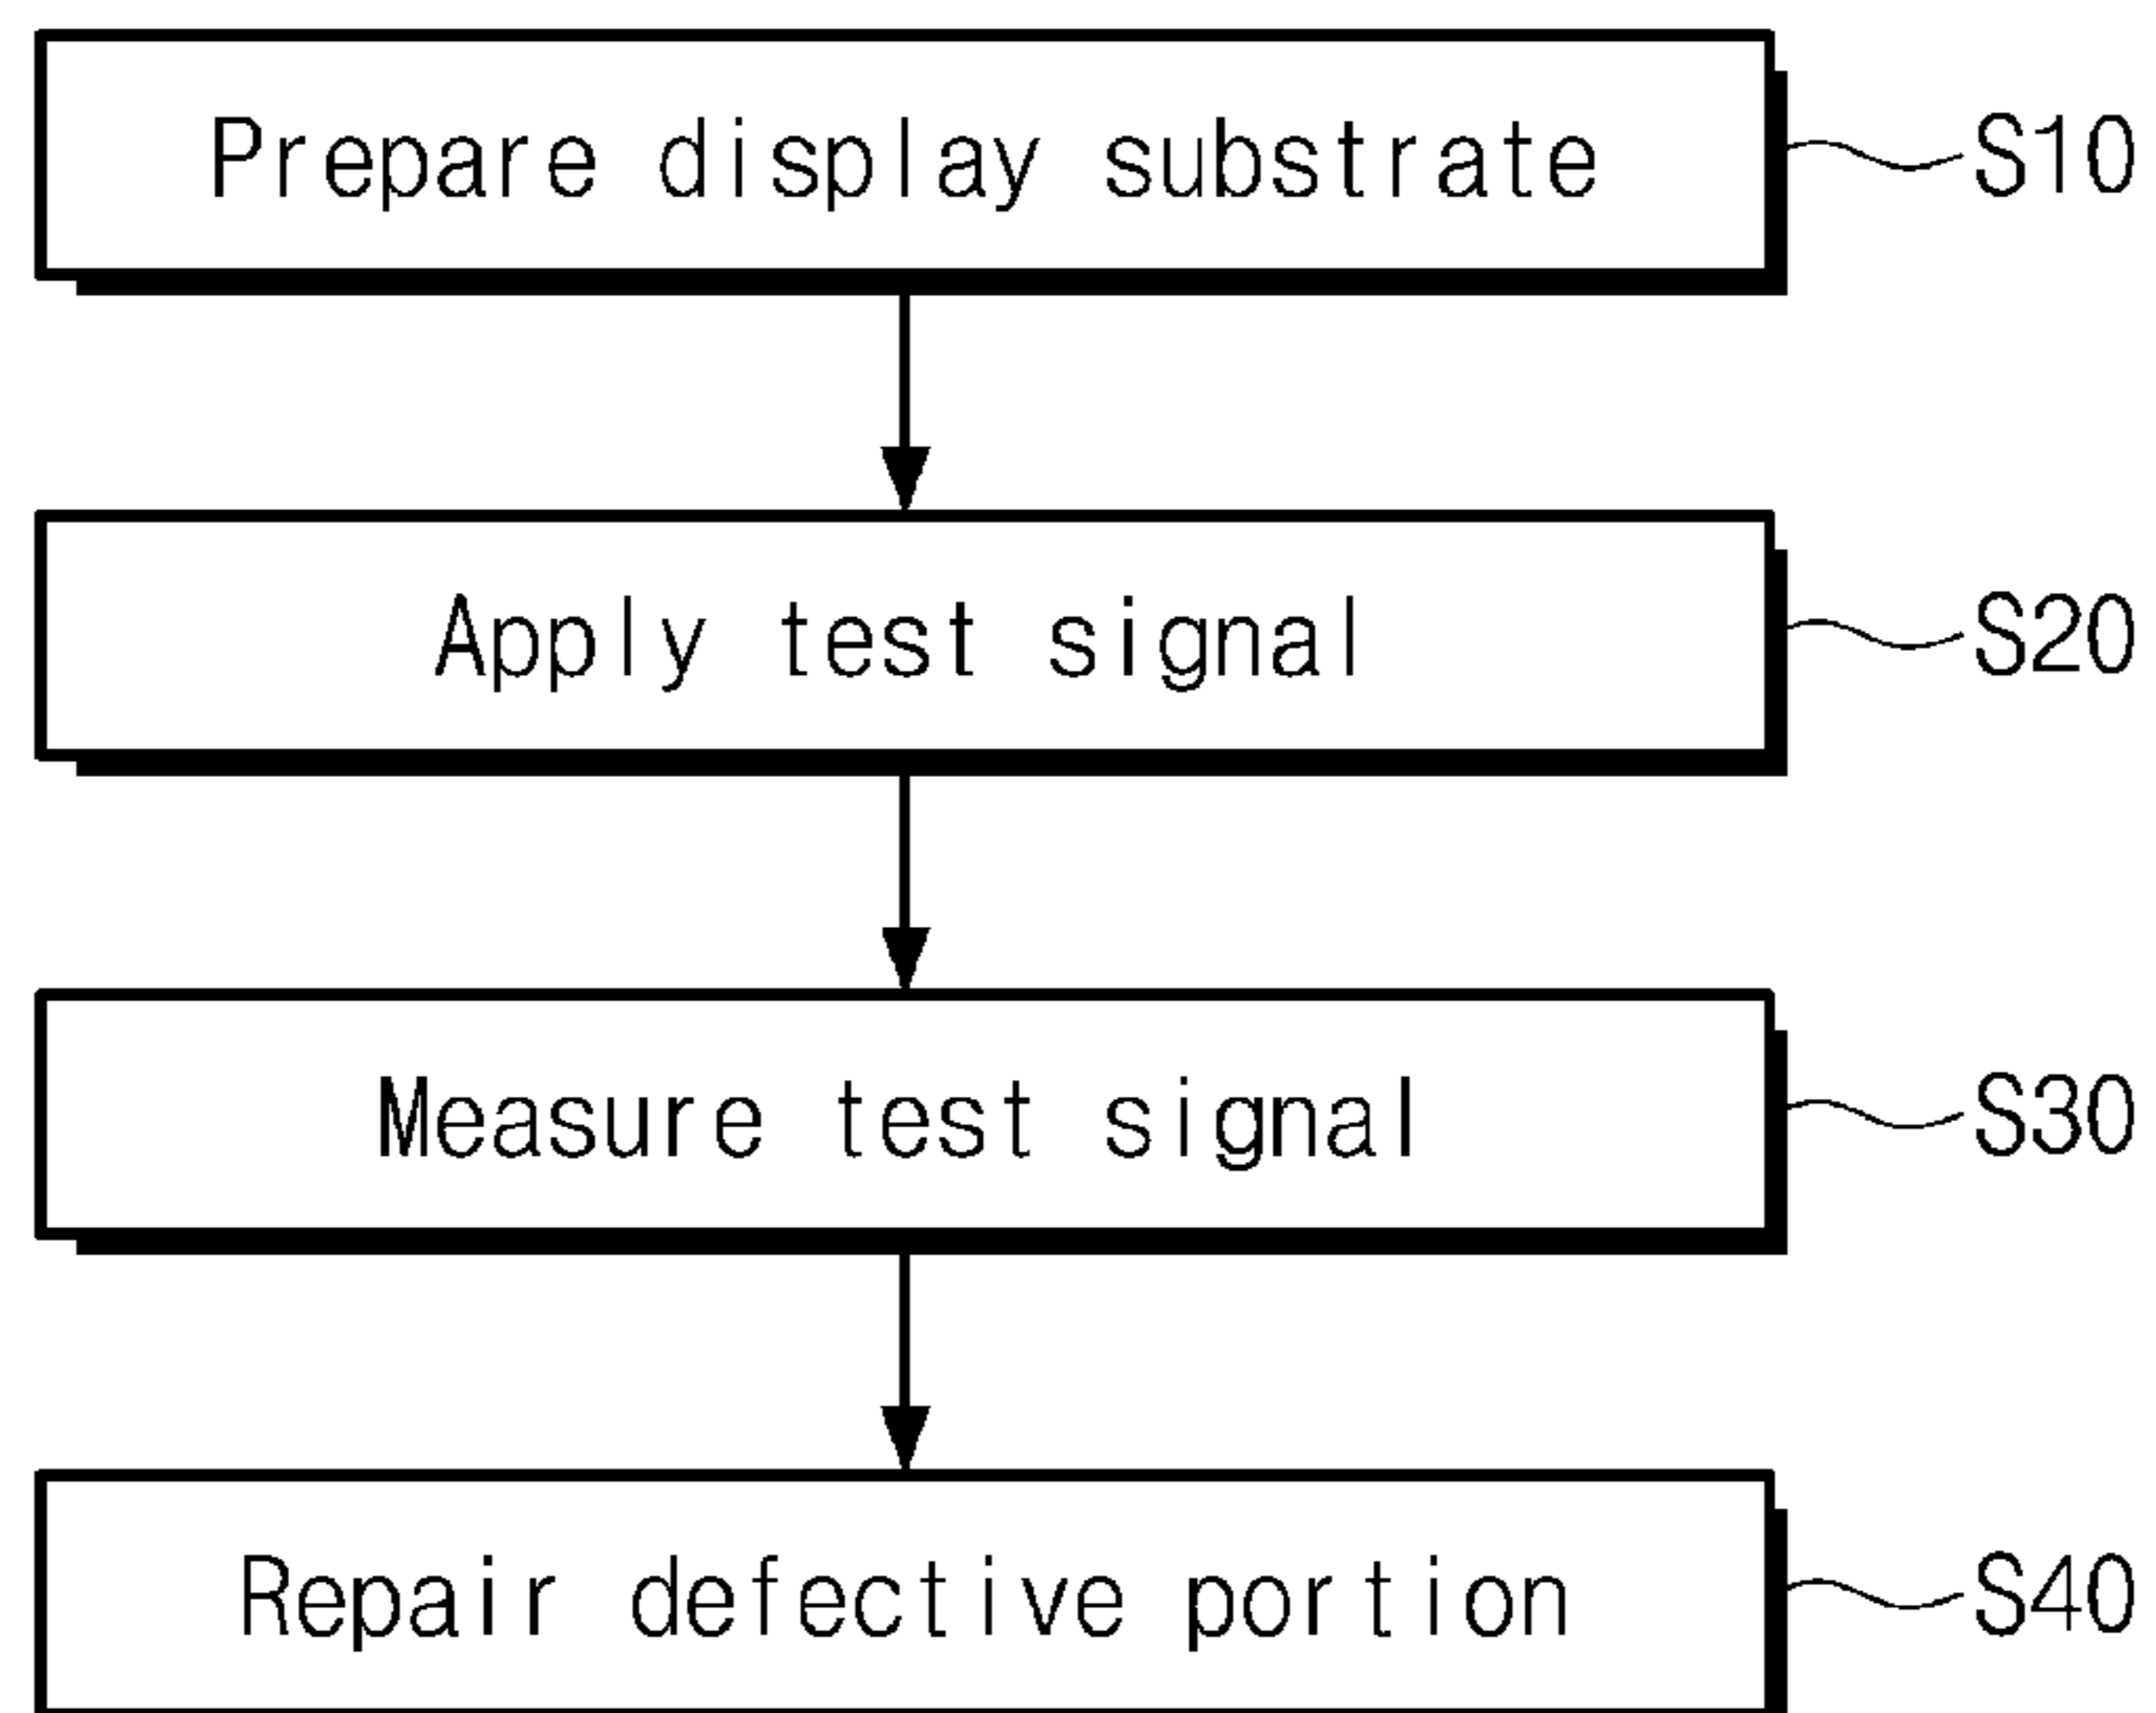 Prepare display substrate S10
Apply test signal S20
Measure test signal S30
Repair defective portion S40